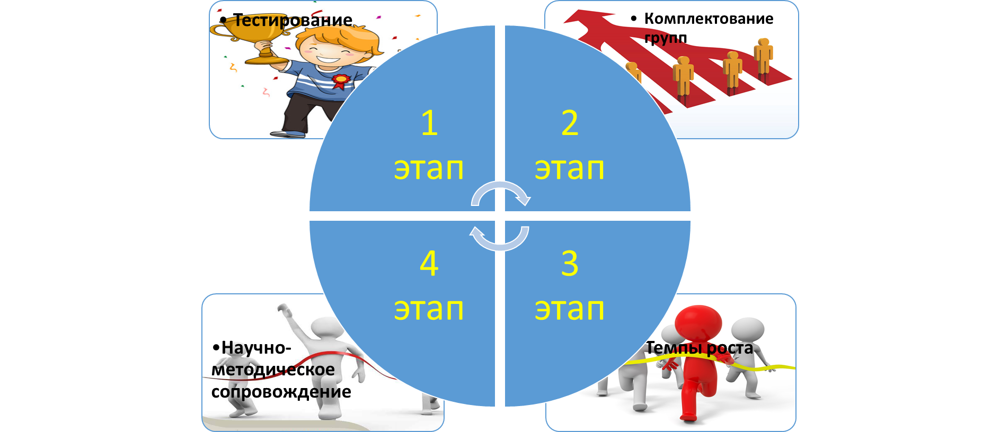 • Тестирование
• Комплектование
групп
1
этап
2
этап
4
этап
3
этап
•Научно-
методическое
сопровождение
Темпы роста